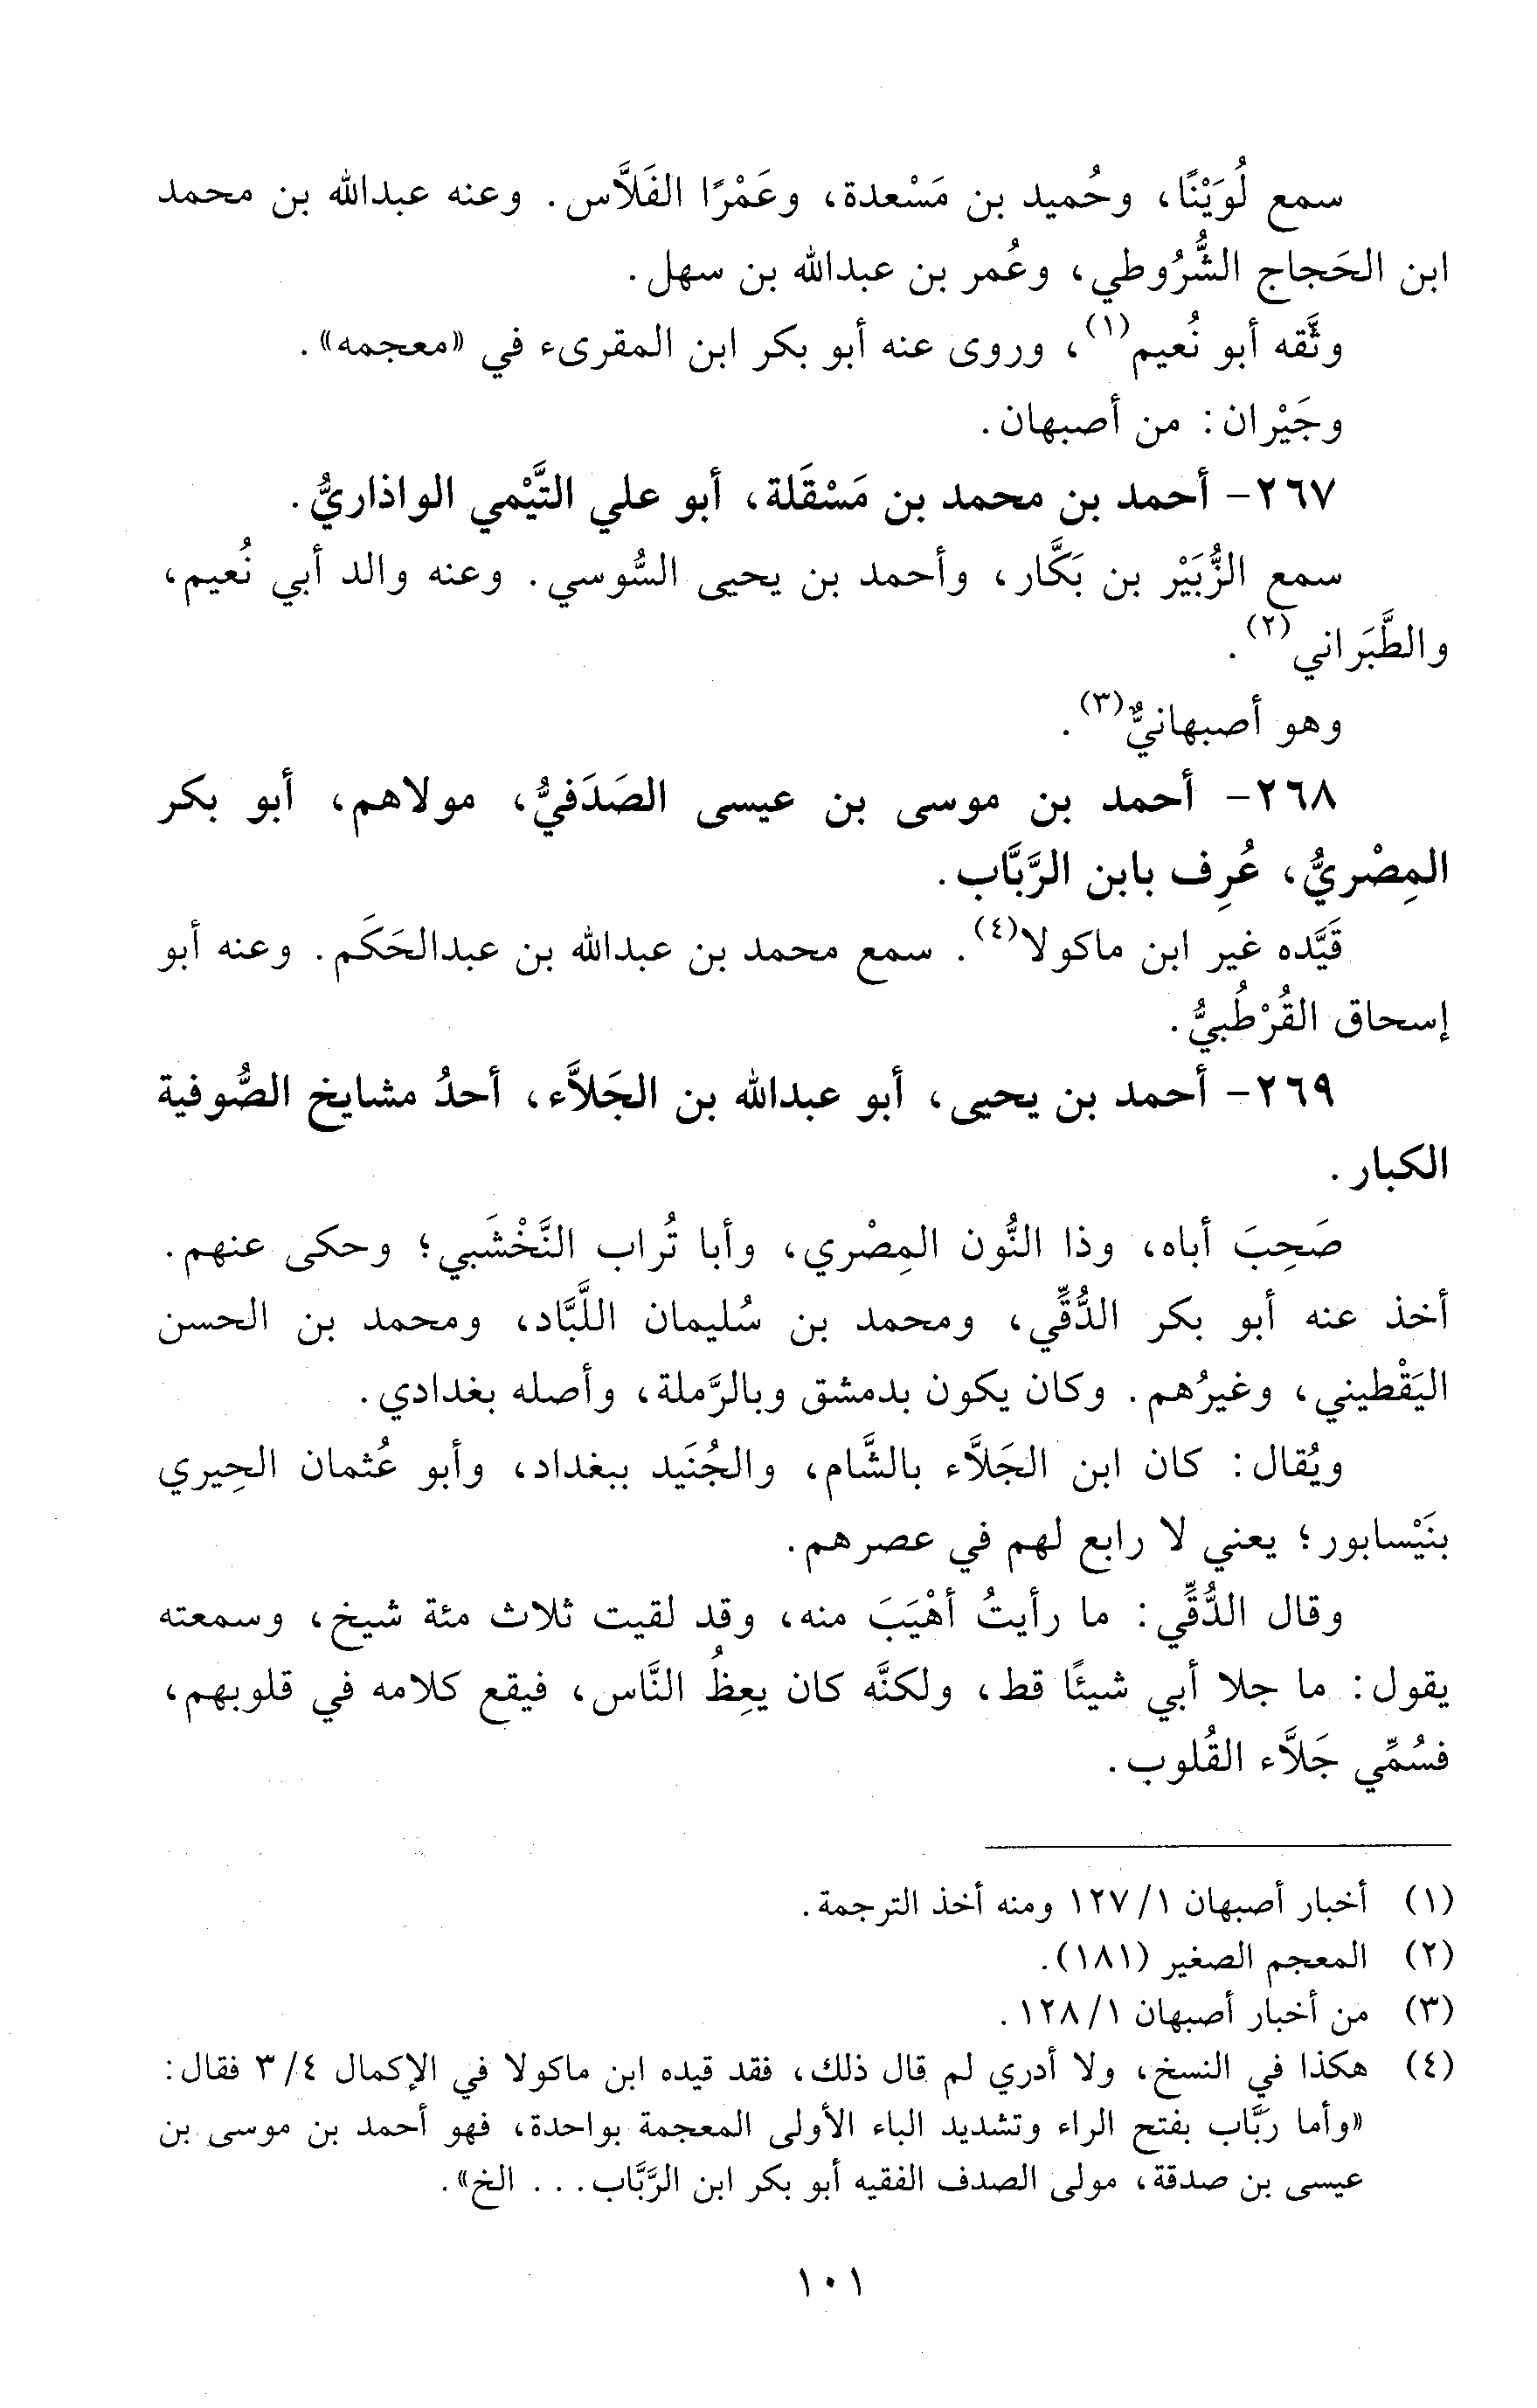 سمع لُوَيْنًا، وحُميد بن مَسْعدة، وعَمْرًا الفَلاَّس. وعنه عبدالله بن محمد
ابن الحَجاج الشُّرُوطي، وعُمر بن عبدالله بن سهل.
وثَّقه أبو نُعيم(١)، وروى عنه أبو بكر ابن المقرىء في «معجمه».
وجَيْران: من أصبهان.
٢٦٧- أحمد بن محمد بن مَسْقَلة، أبو علي التَّيْمي الواذاريُّ.
سمع الزُّبَيْر بن بَكَّار، وأحمد بن يحيى السُّوسي. وعنه والد أبي نُعيم،
والطَّبَراني(٢).
وهو أصبهانيٌّ(٣).
٢٦٨- أحمد بن موسى بن عيسى الصَدَفيُّ، مولاهم، أبو بكر
المِصْريُّ، عُرِف بابن الرَّبَّاب.
قَيَّده غير ابن ماكولا(٤). سمع محمد بن عبدالله بن عبدالحَكَم. وعنه أبو
إسحاق القُرْطُبيُّ.
٢٦٩- أحمد بن يحيى، أبو عبدالله بن الجَلاَّء، أحدُ مشايخ الصُّوفية
الكبار.
صَحِبَ أباه، وذا النُّون المِصْري، وأبا تُراب النَّخْشَبي؛ وحكى عنهم.
أخذ عنه أبو بكر الدُّقِّي، ومحمد بن سُليمان اللَّبَّاد، ومحمد بن الحسن
اليَقْطيني، وغيرُهم. وكان يكون بدمشق وبالرَّملة، وأصله بغدادي.
ويُقال: كان ابن الجَلاَّء بالشَّام، والجُنَيد ببغداد، وأبو عُثمان الحِيري
بنَيْسابور؛ يعني لا رابع لهم في عصرهم.
وقال الدُّقِّي: ما رأيتُ أهْيَبَ منه، وقد لقيت ثلاث مئة شيخ، وسمعته
يقول: ما جلا أبي شيئًا قط، ولكنَّه كان يعِظُ النَّاس، فيقع كلامه في قلوبهم،
فسُمِّي جَلاَّء القُلوب.
(١) أخبار أصبهان ١/ ١٢٧ ومنه أخذ الترجمة.
(٢) المعجم الصغير (١٨١).
(٣) من أخبار أصبهان ١/ ١٢٨.
(٤) هكذا في النسخ، ولا أدري لم قال ذلك، فقد قيده ابن ماكولا في الإكمال ٤/ ٣ فقال:
«وأما ربَّاب بفتح الراء وتشديد الباء الأولى المعجمة بواحدة، فهو أحمد بن موسى بن
عيسى بن صدقة، مولى الصدف الفقيه أبو بكر ابن الرَّبَّاب... الخ».
١٠١